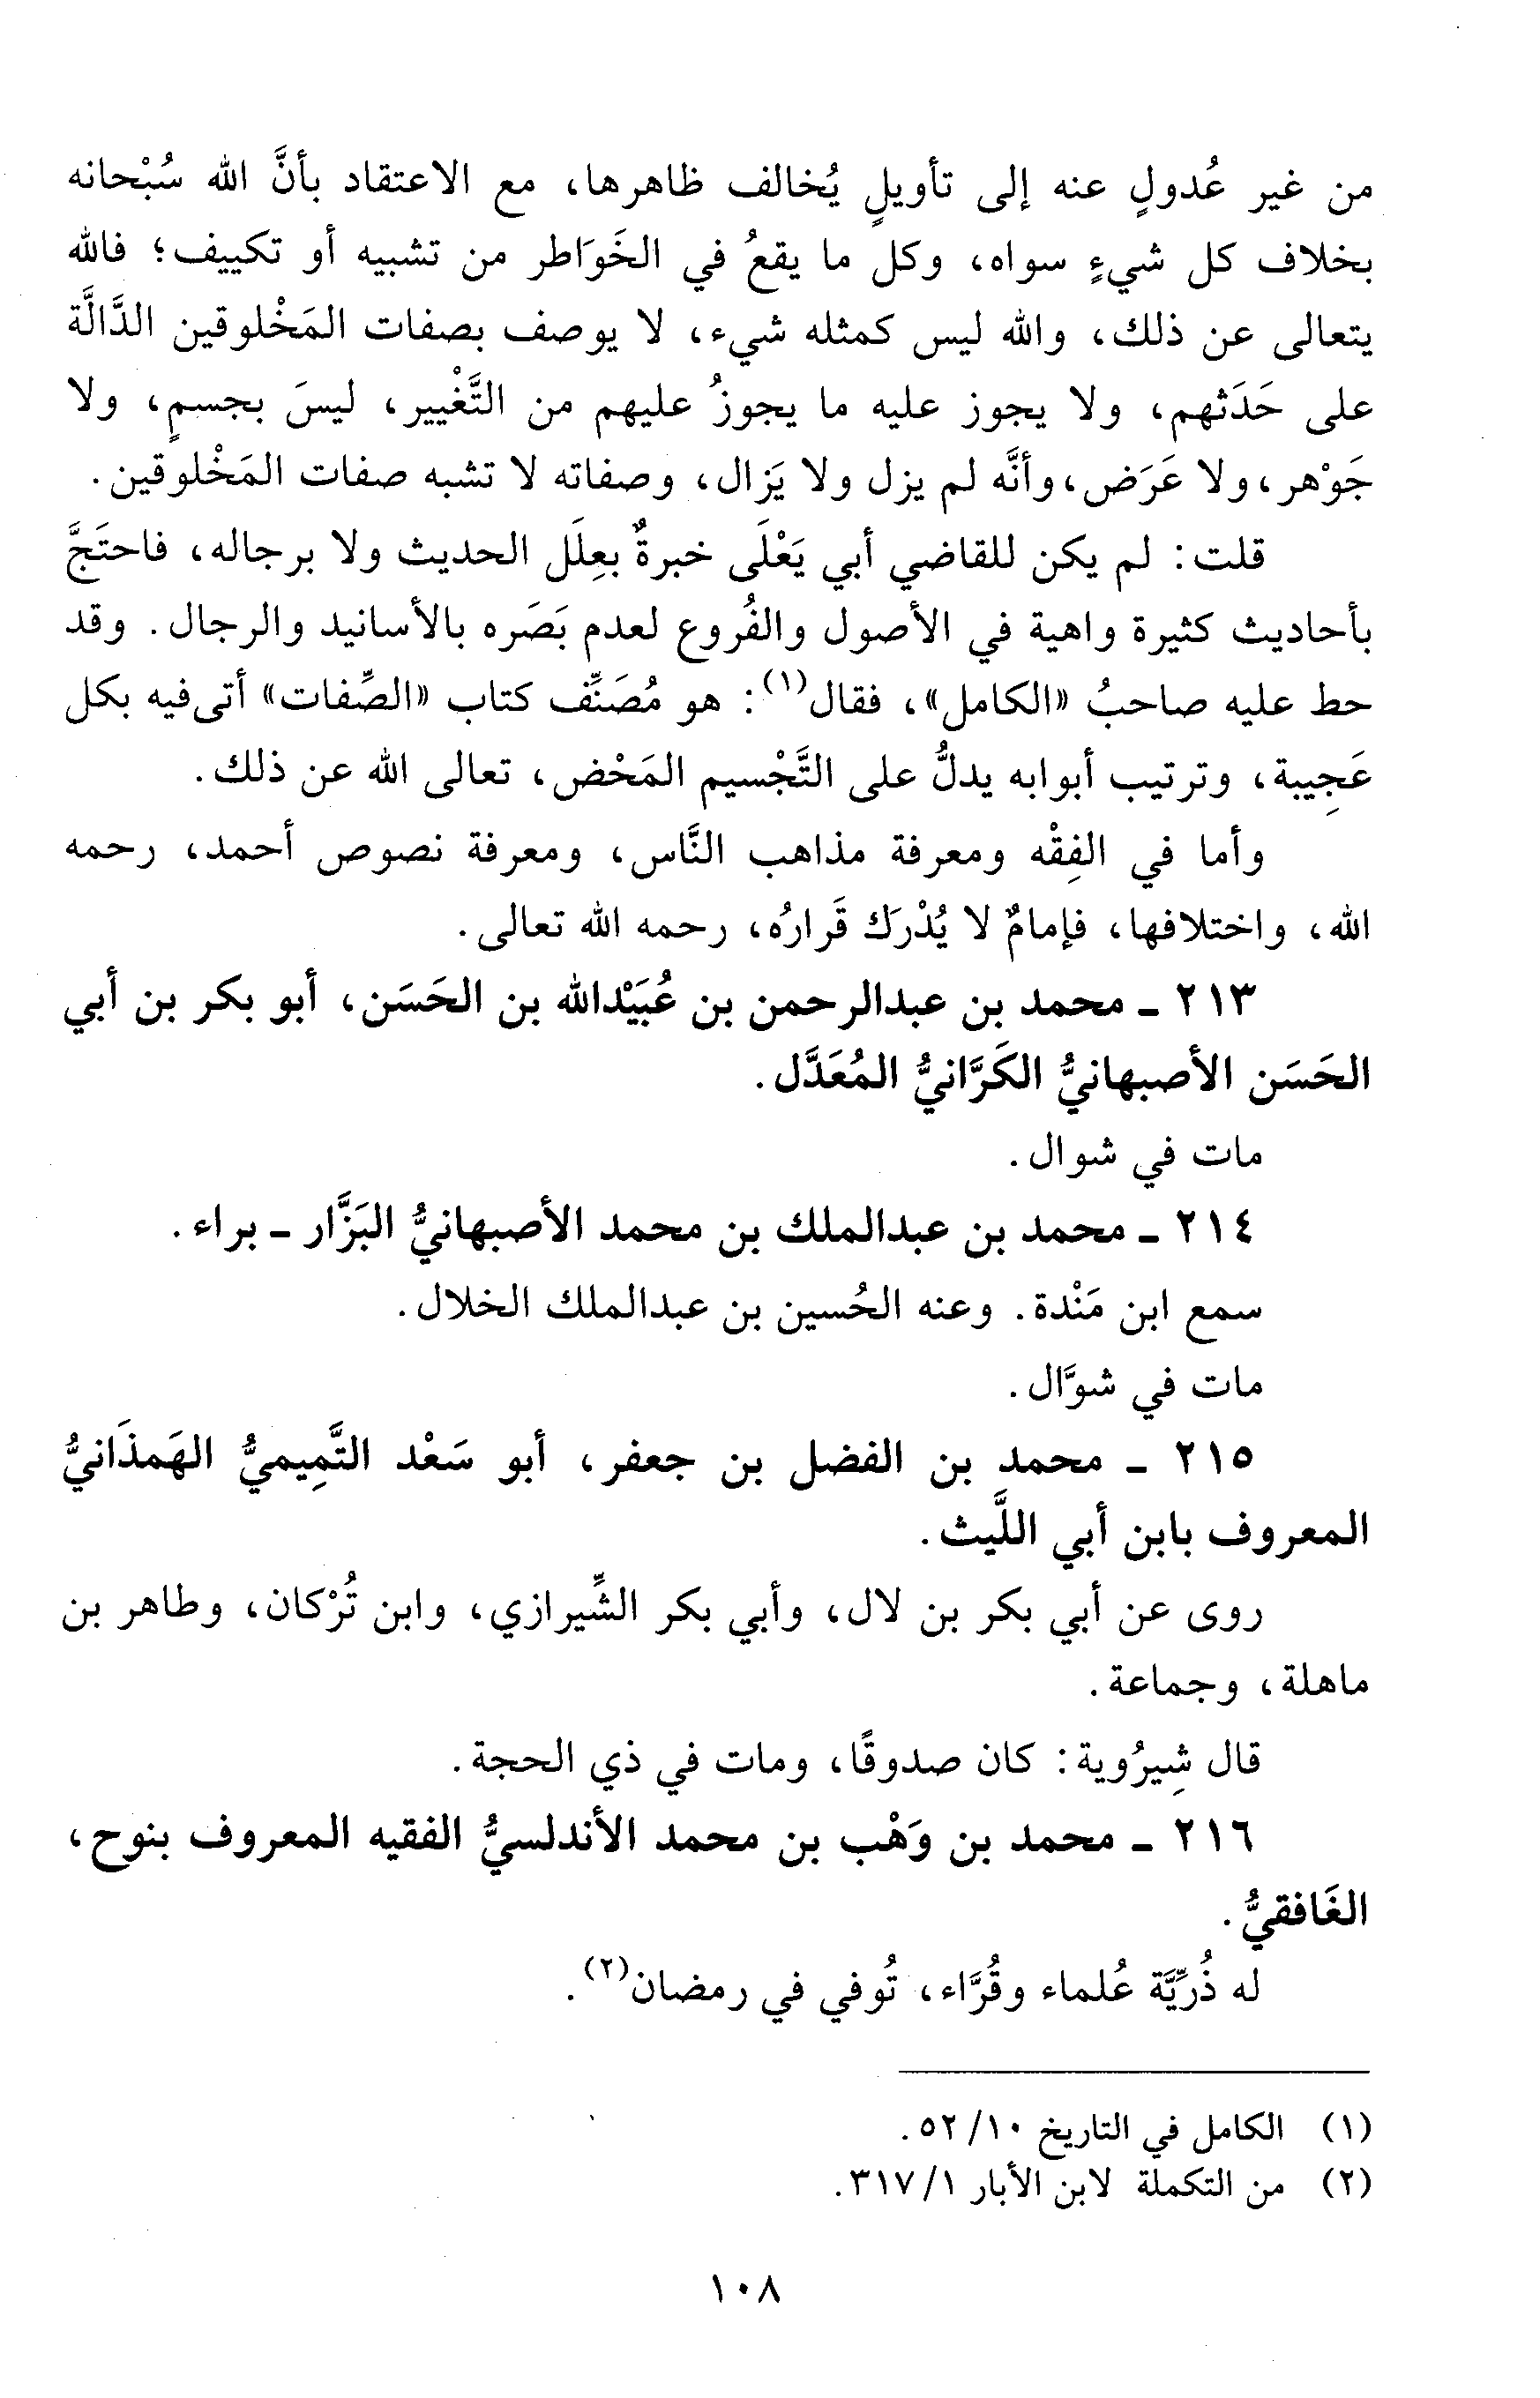 من غير عُدولٍ عنه إلى تأويلٍ يُخالف ظاهرها، مع الاعتقاد بأنَّ الله سُبْحانه
بخلاف كل شيءٍ سواه، وكل ما يقعُ في الخَوَاطر من تشبيه أو تكييف؛ فالله
يتعالى عن ذلك، والله ليس كمثله شيء، لا يوصف بصفات المَخْلوقين الدَّالَّة
على حَدَثهم، ولا يجوز عليه ما يجوزُ عليهم من التَّغْيير، ليسَ بجسمٍ، ولا
جَوْهر، ولا عَرَض، وأنَّه لم يزل ولا يَزال، وصفاته لا تشبه صفات المَخْلوقين.
قلت: لم يكن للقاضي أبي يَعْلَى خبرةٌ بعِلَل الحديث ولا برجاله، فاحتَجَّ
بأحاديث كثيرة واهية في الأصول والفُروع لعدم بَصَره بالأسانيد والرجال. وقد
حط عليه صاحبُ «الكامل»، فقال(١): هو مُصَنِّف كتاب «الصِّفات» أتى فيه بكل
عَجِيبة، وترتيب أبوابه يدلُّ على التَّجْسيم المَحْض، تعالى الله عن ذلك.
وأما في الفِقْه ومعرفة مذاهب النَّاس، ومعرفة نصوص أحمد، رحمه
الله، واختلافها، فإمامٌ لا يُدْرَك قَرارُه، رحمه الله تعالى.
٢١٣ ـ محمد بن عبدالرحمن بن عُبَيْدالله بن الحَسَن، أبو بكر بن أبي
الحَسَن الأصبهانيُّ الكَرَّانيُّ المُعَدَّل.
مات في شوال.
٢١٤ ـ محمد بن عبدالملك بن محمد الأصبهانيُّ البَزَّار ـ براء.
سمع ابن مَنْدة. وعنه الحُسين بن عبدالملك الخلال.
مات في شوَّال.
٢١٥ ـ محمد بن الفضل بن جعفر، أبو سَعْد التَّمِيميُّ الهَمذَانيُّ
المعروف بابن أبي اللَّيث.
روى عن أبي بكر بن لال، وأبي بكر الشِّيرازي، وابن تُرْكان، وطاهر بن
ماهلة، وجماعة.
قال شِيرُوية: كان صدوقًا، ومات في ذي الحجة.
٢١٦ ـ محمد بن وَهْب بن محمد الأندلسيُّ الفقيه المعروف بنوح،
الغَافقيُّ.
له ذُرِّيَّة عُلماء وقُرَّاء، تُوفي في رمضان(٢).
(١) الكامل في التاريخ ١٠/ ٥٢.
(٢) من التكملة لابن الأبار ١/ ٣١٧.
١٠٨